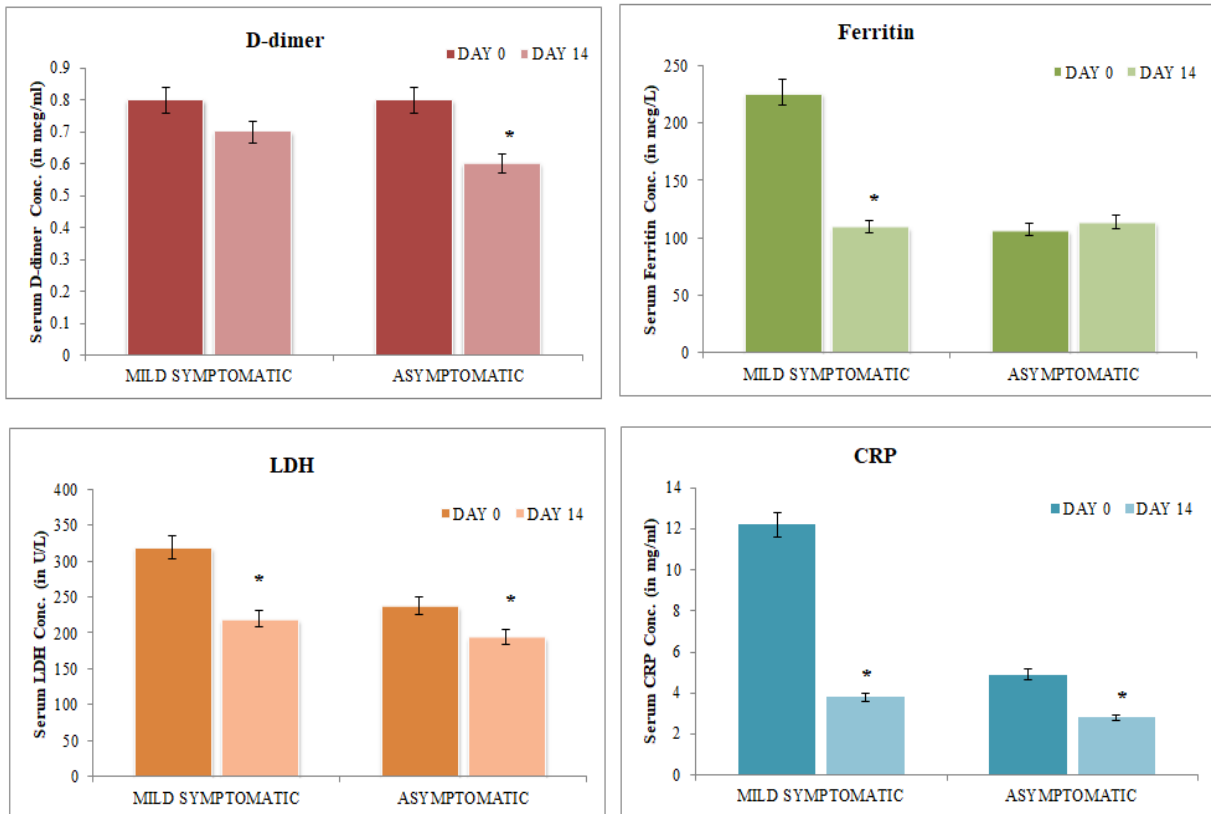 D-dimer
DAY 0 DAY 14
Serum D-dimer Conc. (in mcg/ml)
0.9
0.8
0.7
0.6
0.5
0.4
0.3
0.2
0.1
0
*
MILD SYMPTOMATIC ASYMPTOMATIC
Ferritin
DAY 0 DAY 14
Serum Ferritin Conc. (in mcg/L)
250
200
150
100
50
0
*
MILD SYMPTOMATIC ASYMPTOMATIC
LDH
DAY 0 DAY 14
Serum LDH Conc. (in U/L)
400
350
300
250
200
150
100
50
0
* *
MILD SYMPTOMATIC ASYMPTOMATIC
CRP
DAY 0 DAY 14
Serum CRP Conc. (in mg/ml)
14
12
10
8
6
4
2
0
* *
MILD SYMPTOMATIC ASYMPTOMATIC